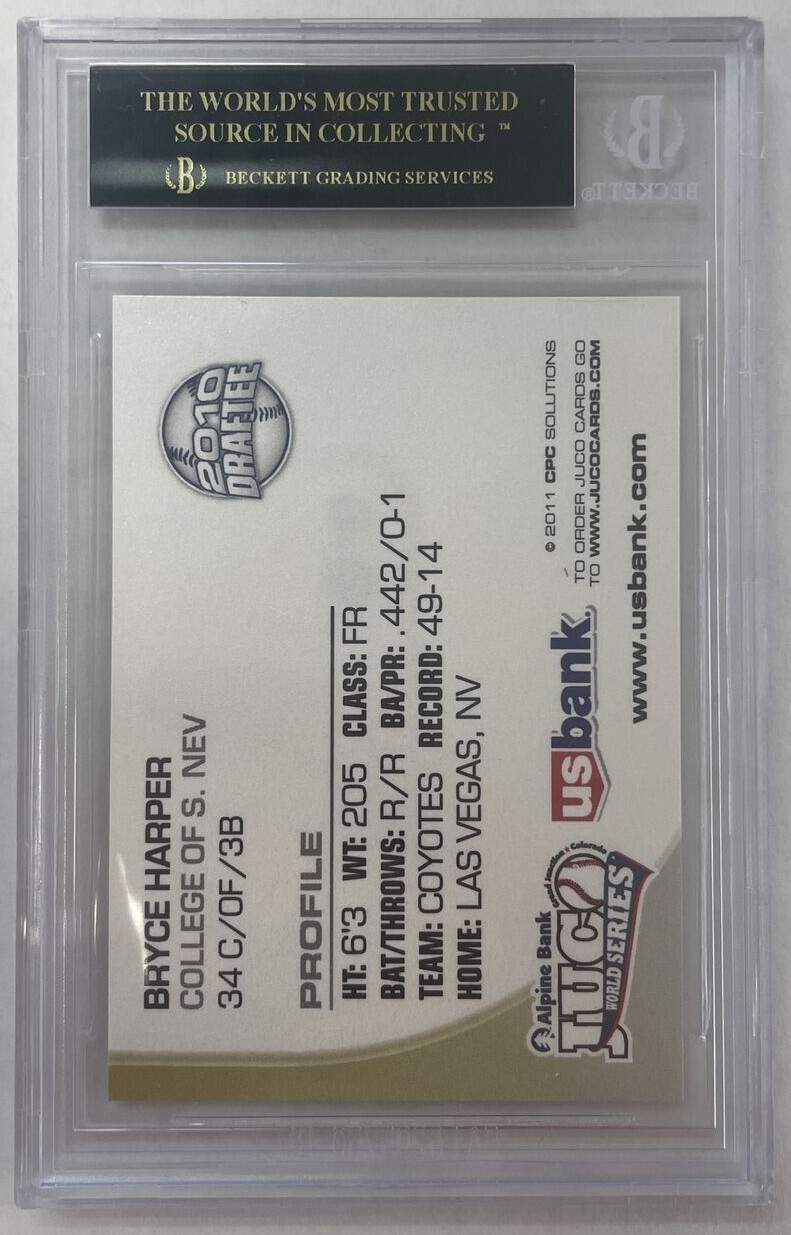 THE WORLD'S MOST TRUSTED
SOURCE IN COLLECTING ™
B BECKETT GRADING SERVICES
B
BECKETT®
BRYCE HARPER
COLLEGE OF S. NEV
34 C/OF/3B
2010
DRAFTEE
PROFILE
HT: 6'3 WT: 205 CLASS: FR
BAT/THROWS: R/R BA/PR: .442/0-1
TEAM: COYOTES RECORD: 49-14
HOME: LAS VEGAS, NV
Alpine Bank
Grand Junction ★ Colorado
JUCO
WORLD SERIES
usbank.
© 2011 CPC SOLUTIONS
TO ORDER JUCO CARDS GO
TO WWW.JUCOCARDS.COM
www.usbank.com